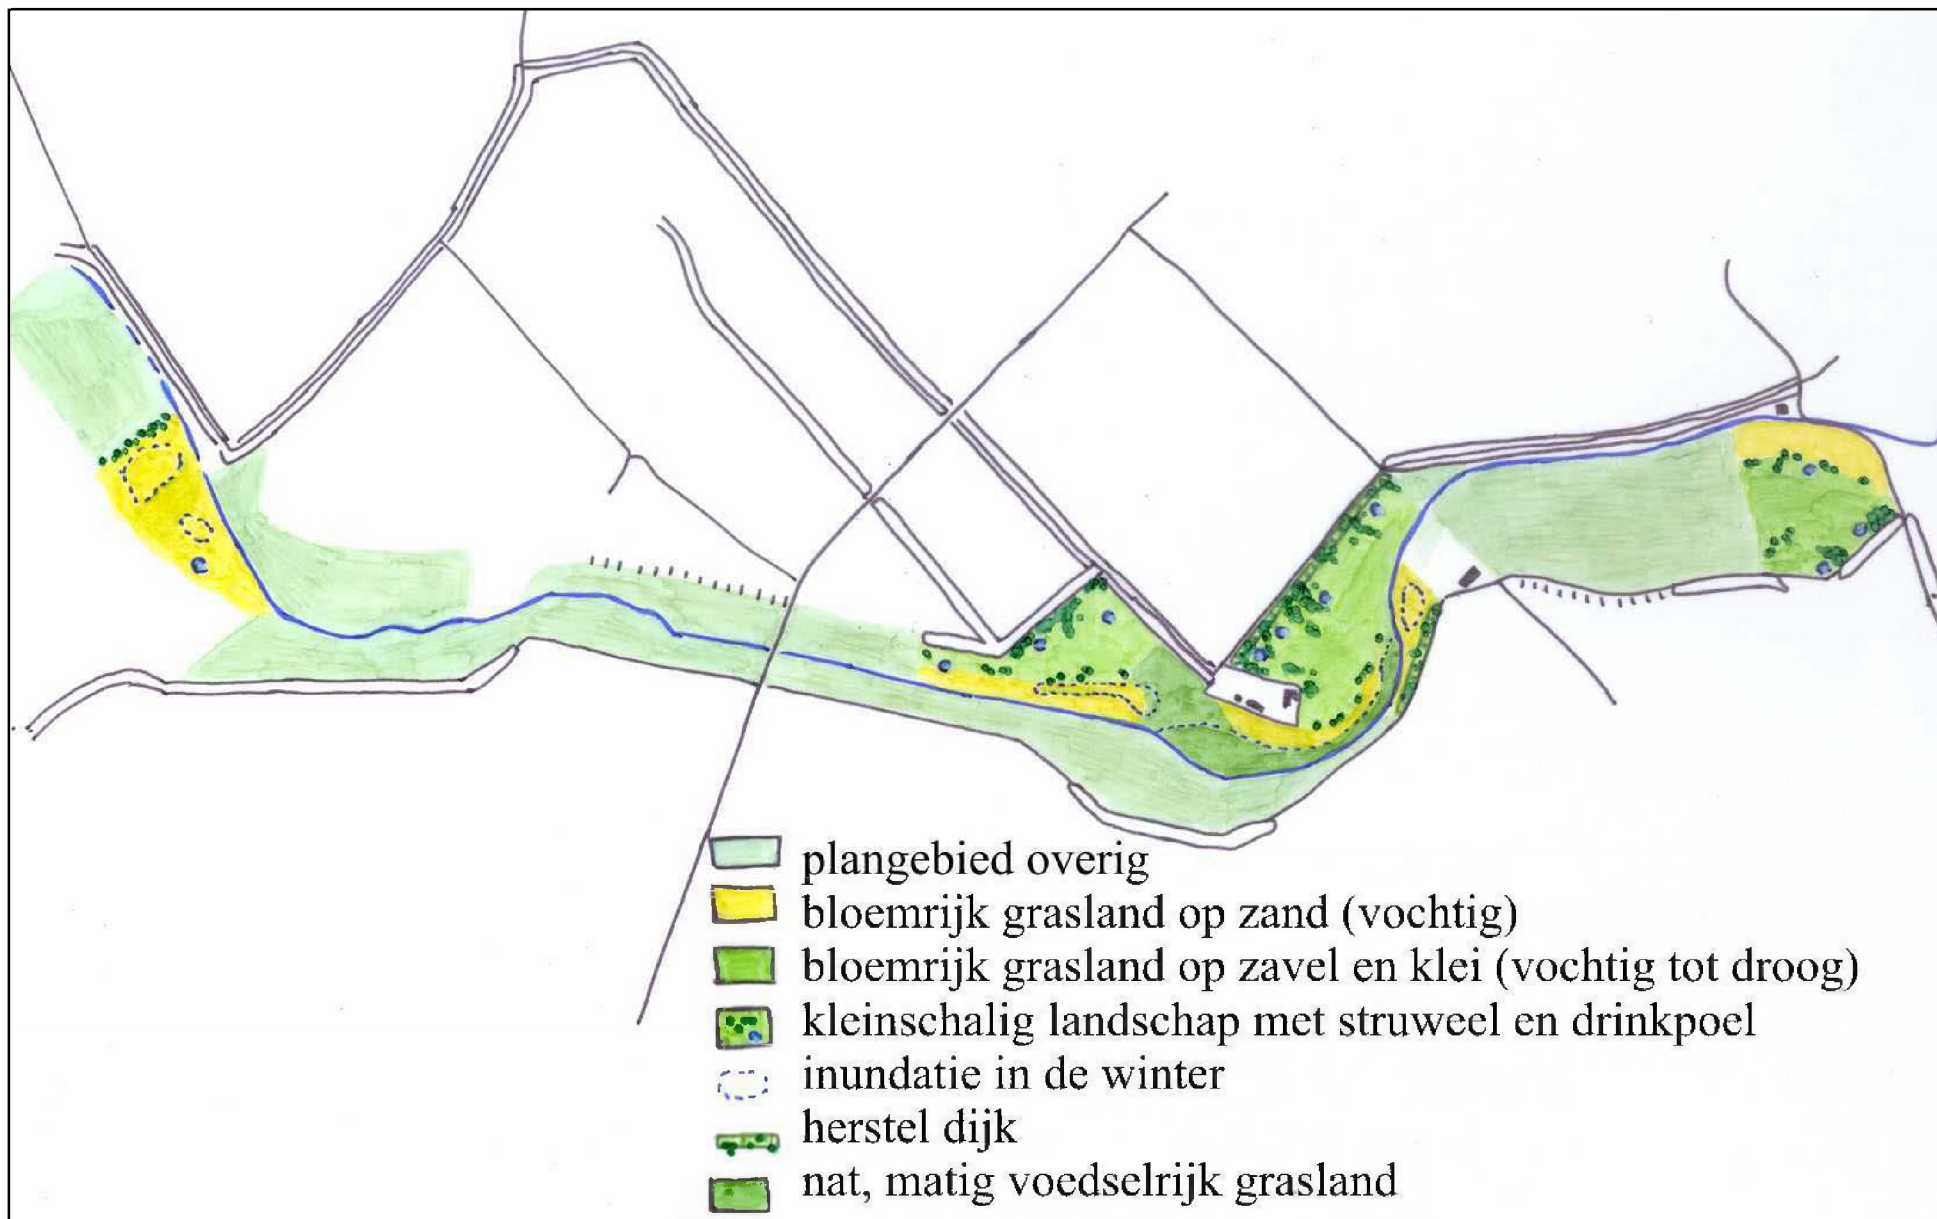 plangebied overig
bloemrijk grasland op zand (vochtig)
bloemrijk grasland op zavel en klei (vochtig tot droog)
kleinschalig landschap met struweel en drinkpoel
inundatie in de winter
herstel dijk
nat, matig voedselrijk grasland